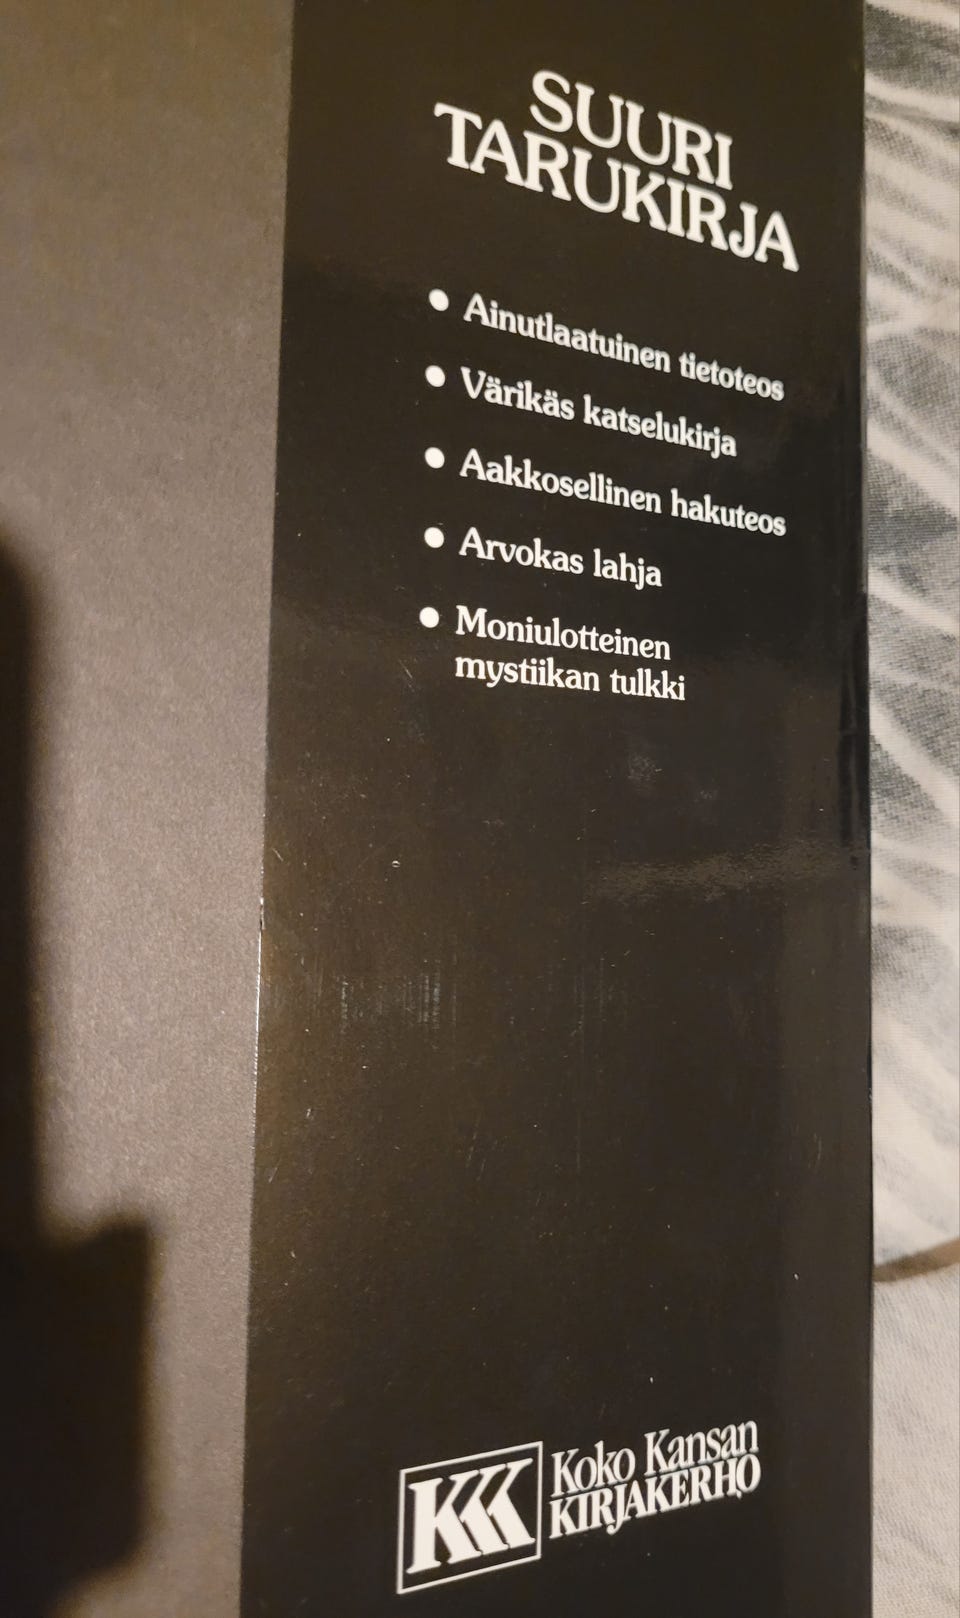 SUURI
TARUKIRJA
• Ainutlaatuinen tietoteos
• Värikäs katselukirja
• Aakkosellinen hakuteos
• Arvokas lahja
• Moniulotteinen
mystiikan tulkki
KKK
Koko Kansan
KIRJAKERHO